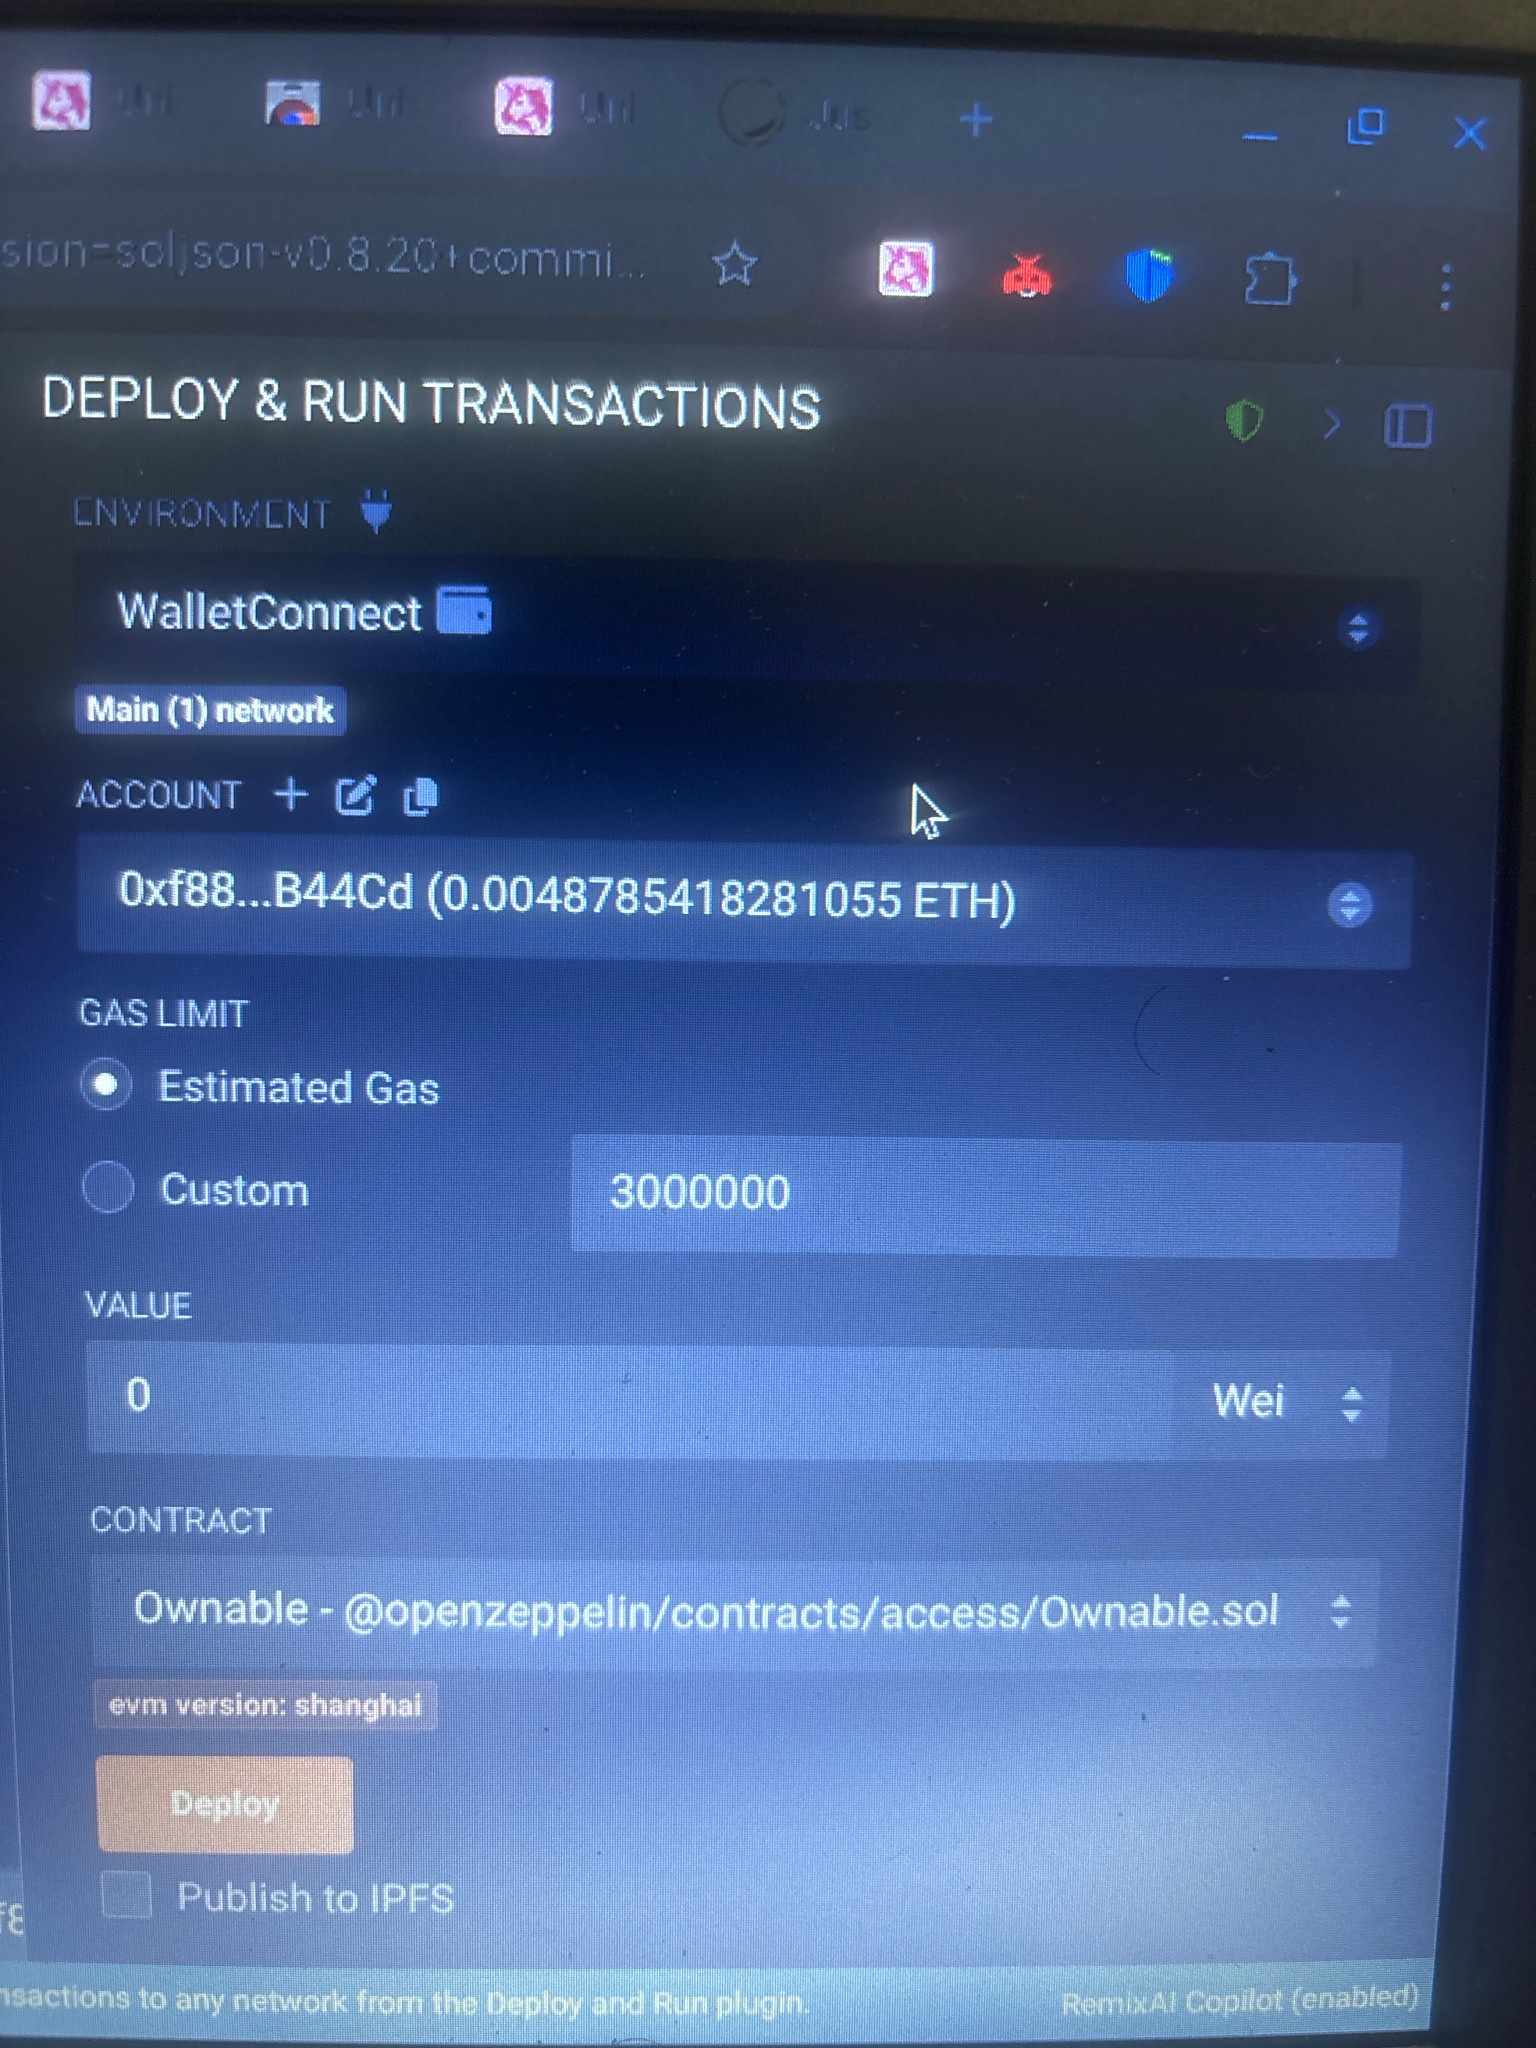 Uni
Uni
Uni
Jus
sion=soljson-v0.8.20+commi...
DEPLOY & RUN TRANSACTIONS
ENVIRONMENT
WalletConnect
Main (1) network
ACCOUNT
0xf88...B44Cd (0.0048785418281055 ETH)
GAS LIMIT
Estimated Gas
Custom
3000000
VALUE
0
Wei
CONTRACT
Ownable - @openzeppelin/contracts/access/Ownable.sol
evm version: shanghai
Deploy
Publish to IPFS
f8
nsactions to any network from the Deploy and Run plugin.
RemixAI Copilot (enabled)